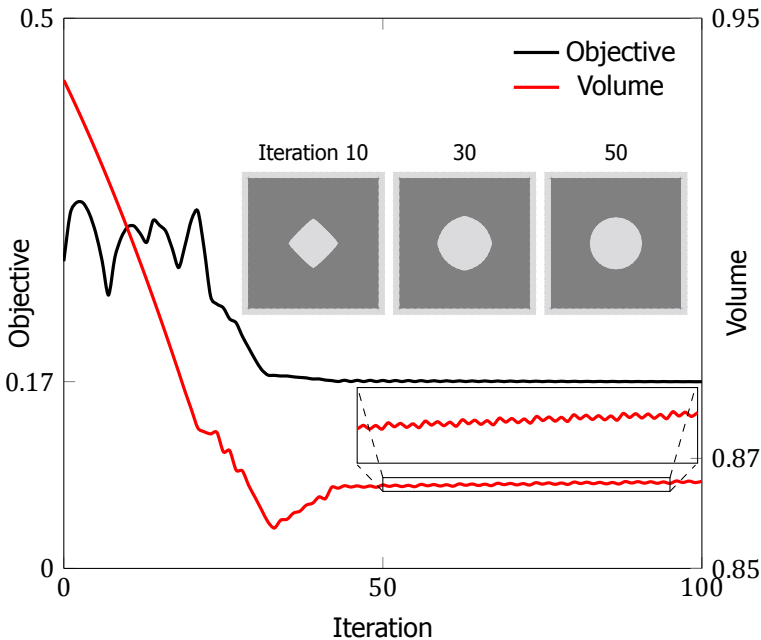 0.5
0.95
Objective
Volume
Iteration 10
30
50
Objective
Volume
0.17
0.87
0
0.85
0
50
100
Iteration